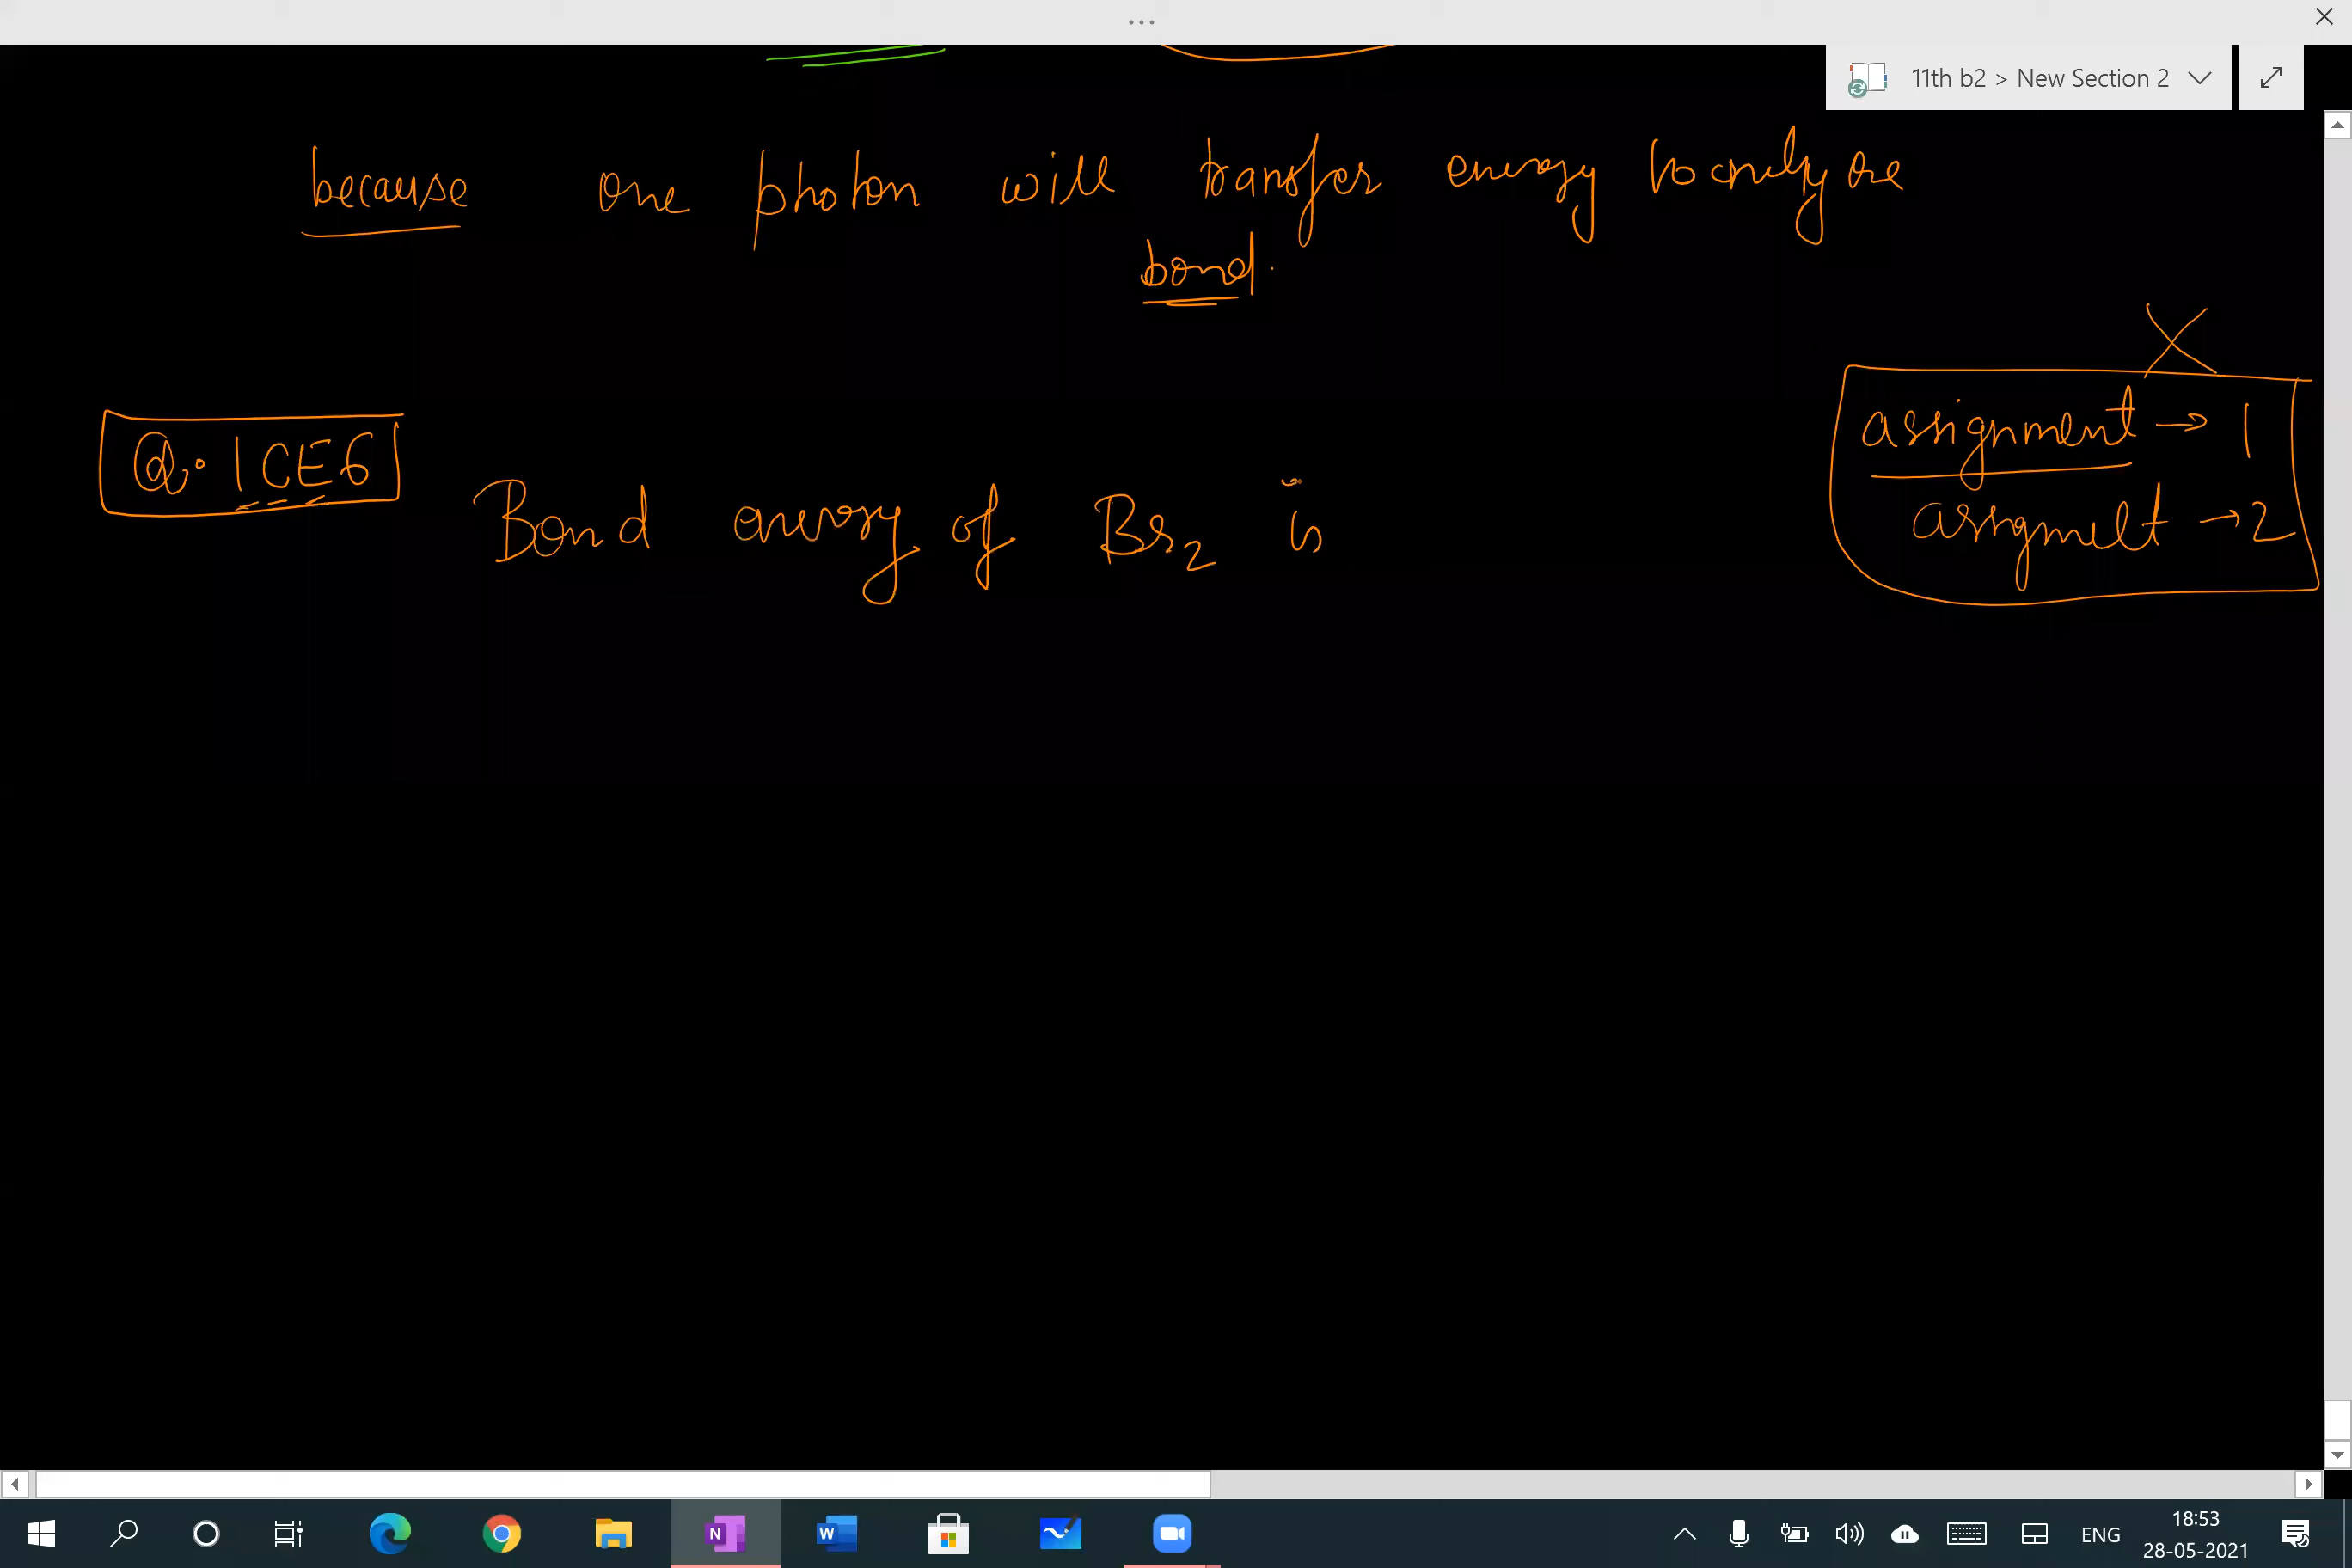 11th b2 > New Section 2
because one photon will transfer energy to only one
bond.
assignment → 1
assignment → 2
Q. ICE6
Bond energy of Br2 is
ENG
18:53
28-05-2021